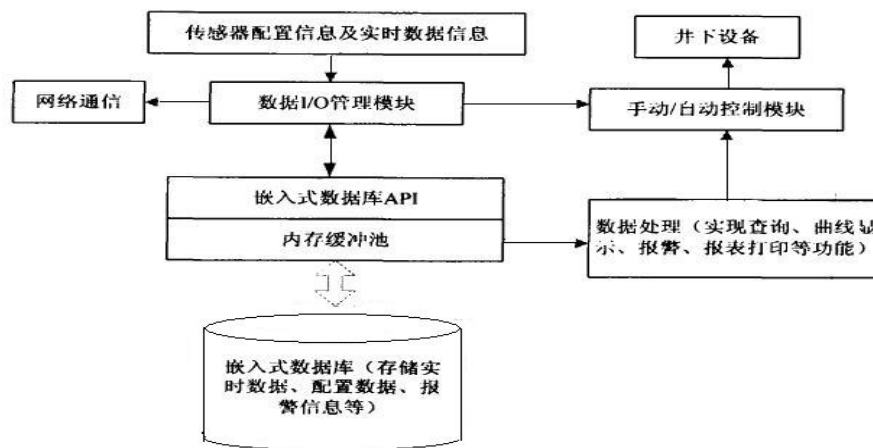 传感器配置信息及实时数据信息
井下设备
网络通信
数据I/O管理模块
手动/自动控制模块
嵌入式数据库API
内存缓冲池
数据处理（实现查询、曲线显
示、报警、报表打印等功能）
嵌入式数据库（存储实
时数据、配置数据、报
警信息等）